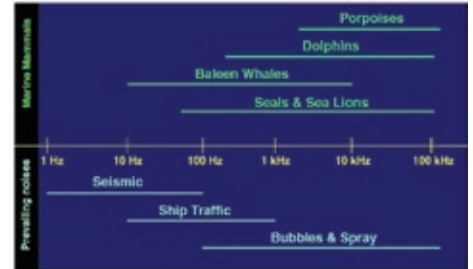 Marine Mammals
Porpoises
Dolphins
Baleen Whales
Seals & Sea Lions
1 Hz 10 Hz 100 Hz 1 kHz 10 kHz 100 kHz
Prevailing noises
Seismic
Ship Traffic
Bubbles & Spray